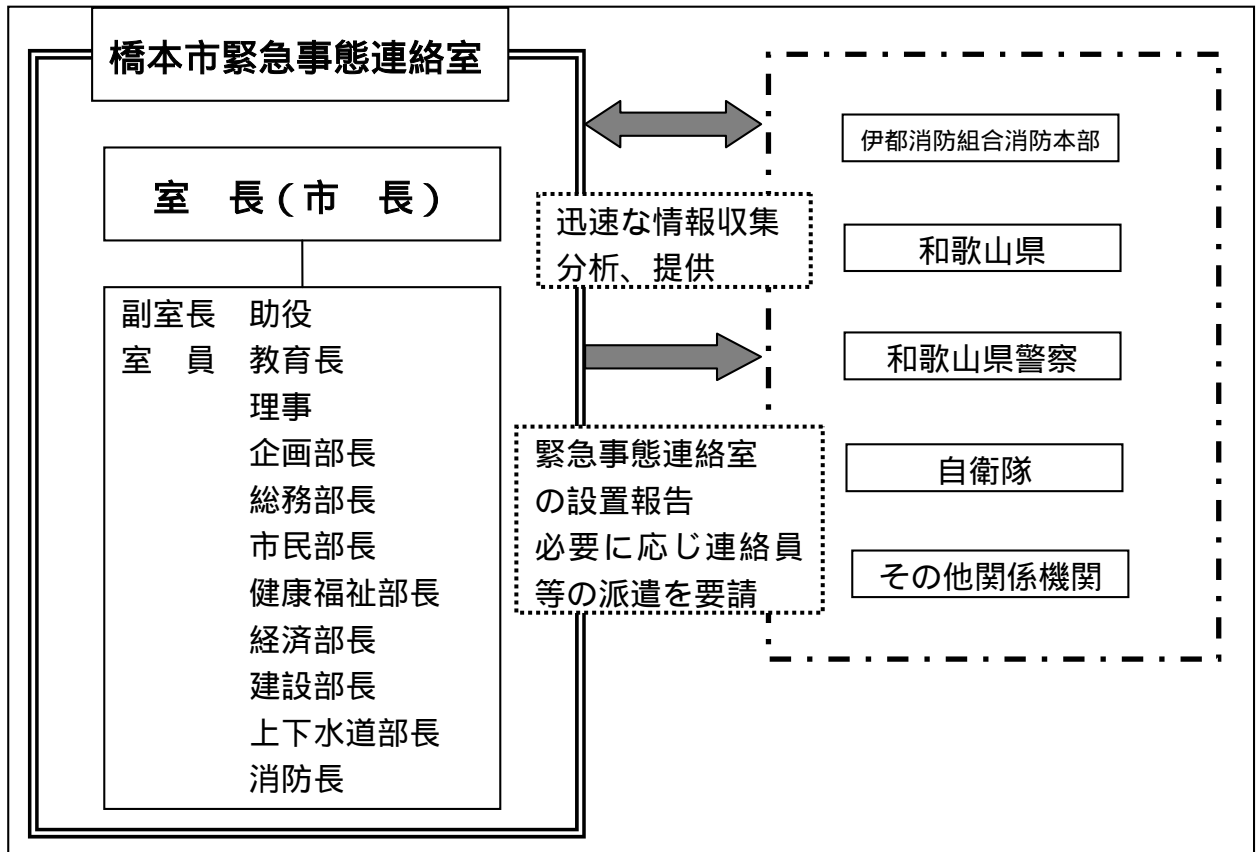 橋本市緊急事態連絡室
室　長（市　長）
副室長　助役
室　員　教育長
理事
企画部長
総務部長
市民部長
健康福祉部長
経済部長
建設部長
上下水道部長
消防長
迅速な情報収集
分析、提供
緊急事態連絡室
の設置報告
必要に応じ連絡員
等の派遣を要請
伊都消防組合消防本部
和歌山県
和歌山県警察
自衛隊
その他関係機関